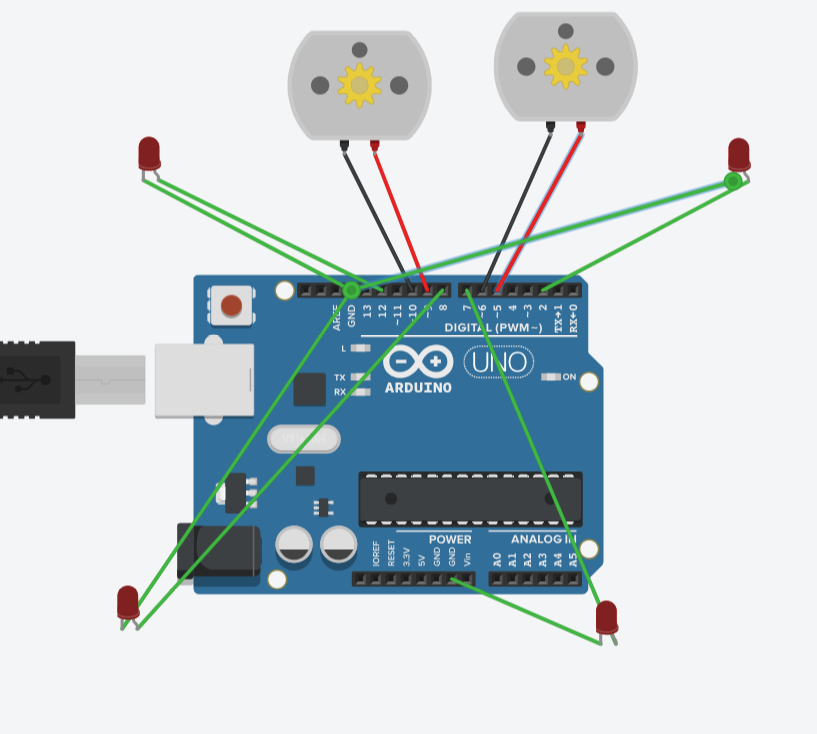 AREF
GND
13
12
~11
~10
~9
8
7
~6
~5
4
~3
2
TX→1
RX←0
DIGITAL (PWM~)
L
TX
RX
UNO
ARDUINO
ON
POWER
ANALOG IN
IOREF
RESET
3.3V
5V
GND
GND
Vin
A0
A1
A2
A3
A4
A5